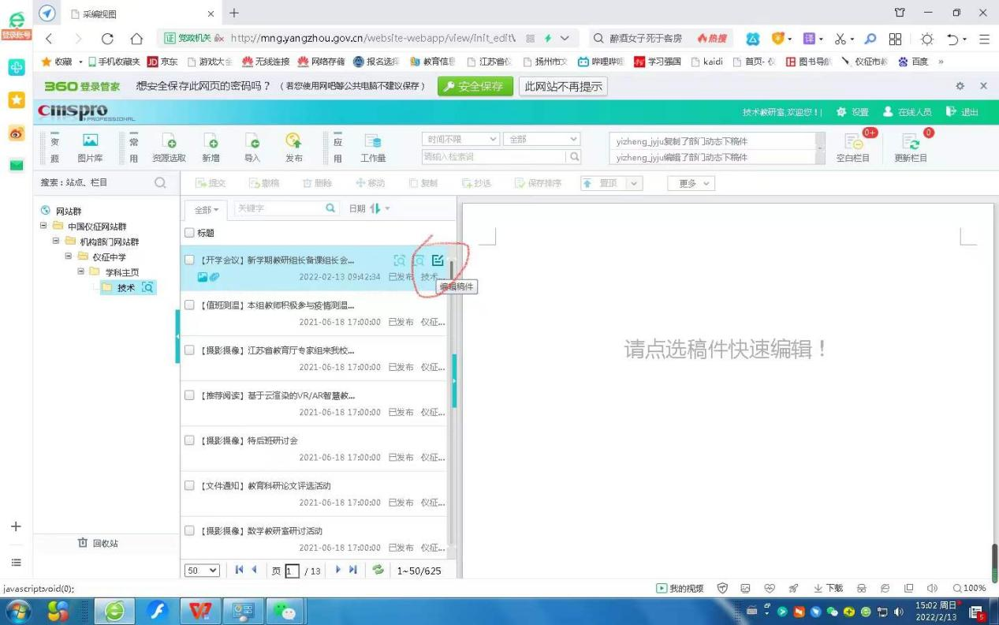 登录账号
采编视图
证 党政机关 http://mng.yangzhou.gov.cn/website-webapp/view/init_edit\
醉酒女子死于客房 热搜
收藏 手机收藏夹 JD 京东 游戏大全 无线连接 网络存储 报名选择 教育信息 江苏省仪 扬州市文 哔哩哔哩 学习强国 kaidi 首页-仪 图书导航 仪征市教 百度 »
360登录管家 想安全保存此网页的密码吗？（若您使用网吧等公共电脑不建议保存） 安全保存 此网站不再提示
cmspro PROFESSIONAL 技术教研室,欢迎您！| 设置 在线人员 退出
资源 图片库 常用 资源选取 新增 导入 发布 应用 工作量
时间不限 全部
请输入检索词
yizheng_jyju复制了部门动态下稿件
yizheng_jyju编辑了部门动态下稿件
空白栏目 0+ 更新栏目 0
搜索：站点、栏目
提交 撤稿 删除 移动 复制 抄送 保存排序 置顶 更多
网站群
中国仪征网站群
机构部门网站群
仪征中学
学科主页
技术
回收站
全部 关键字 日期
标题
【开学会议】新学期教研组长备课组长会...
2022-02-13 09:42:34 已发布 技术...
编辑稿件
【值班测温】本组教师积极参与疫情测温...
2021-06-18 17:00:00 已发布 仪征...
【摄影摄像】江苏省教育厅专家组来我校...
2021-06-18 17:00:00 已发布 仪征...
【推荐阅读】基于云渲染的VR/AR智慧教...
2021-06-18 17:00:00 已发布 仪征...
【摄影摄像】特后班研讨会
2021-06-18 17:00:00 已发布 仪征...
【文件通知】教育科研论文评选活动
2021-06-18 17:00:00 已发布 仪征...
【摄影摄像】数学教研室研讨活动
2021-06-18 17:00:00 已发布 仪征...
50 页 1 / 13 1~50/625
请点选稿件快速编辑！
javascript:void(0);
我的视频 下载 100%
15:02 周日
2022/2/13
5